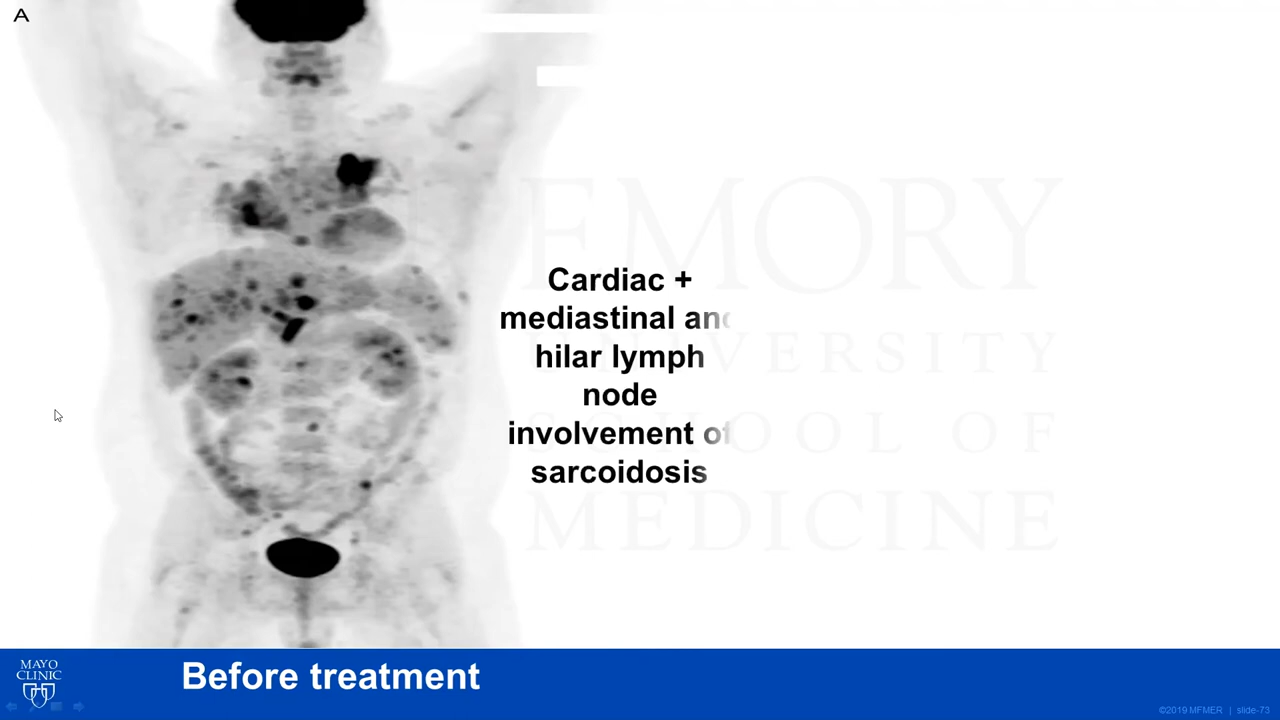 A
Cardiac +
mediastinal and
hilar lymph
node
involvement of
sarcoidosis
EMORY
UNIVERSITY
SCHOOL OF
MEDICINE
MAYO
CLINIC
Before treatment
©2019 MFMER | slide-73